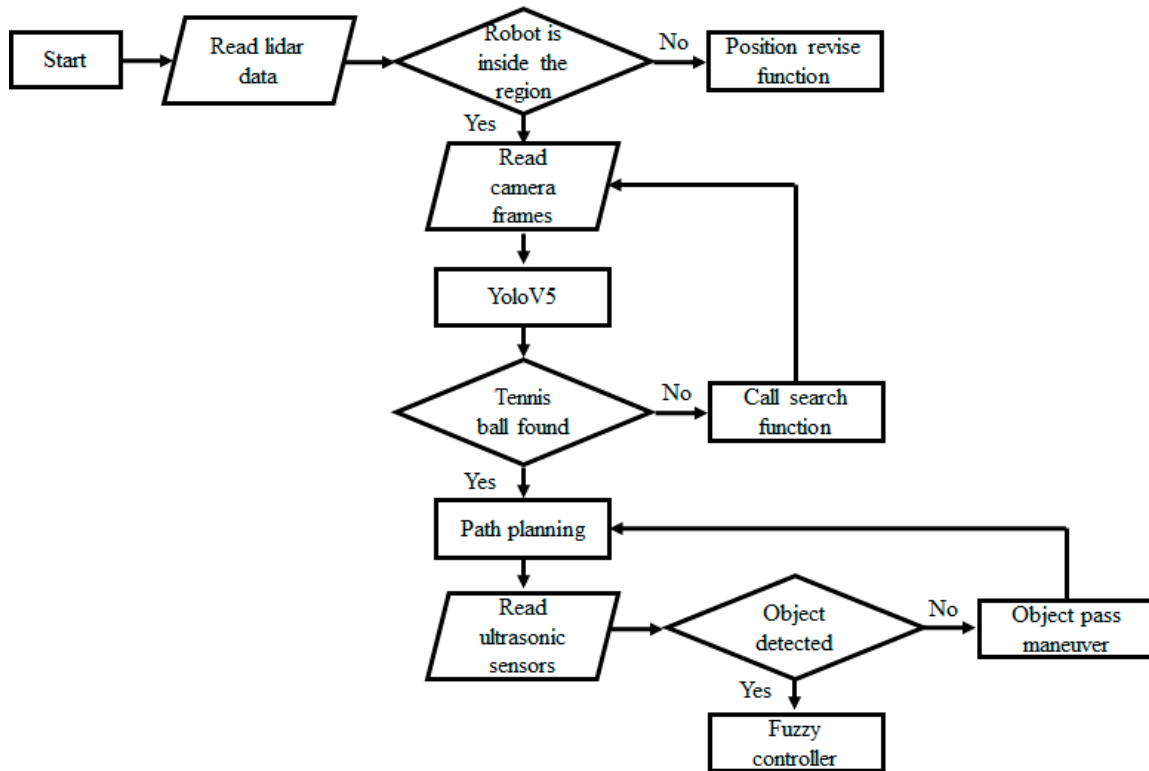 Start
Read lidar
data
Robot is
inside the
region
No
Position revise
function
Yes
Read
camera
frames
YoloV5
Tennis
ball found
No
Call search
function
Yes
Path planning
Read
ultrasonic
sensors
Object
detected
No
Object pass
maneuver
Yes
Fuzzy
controller